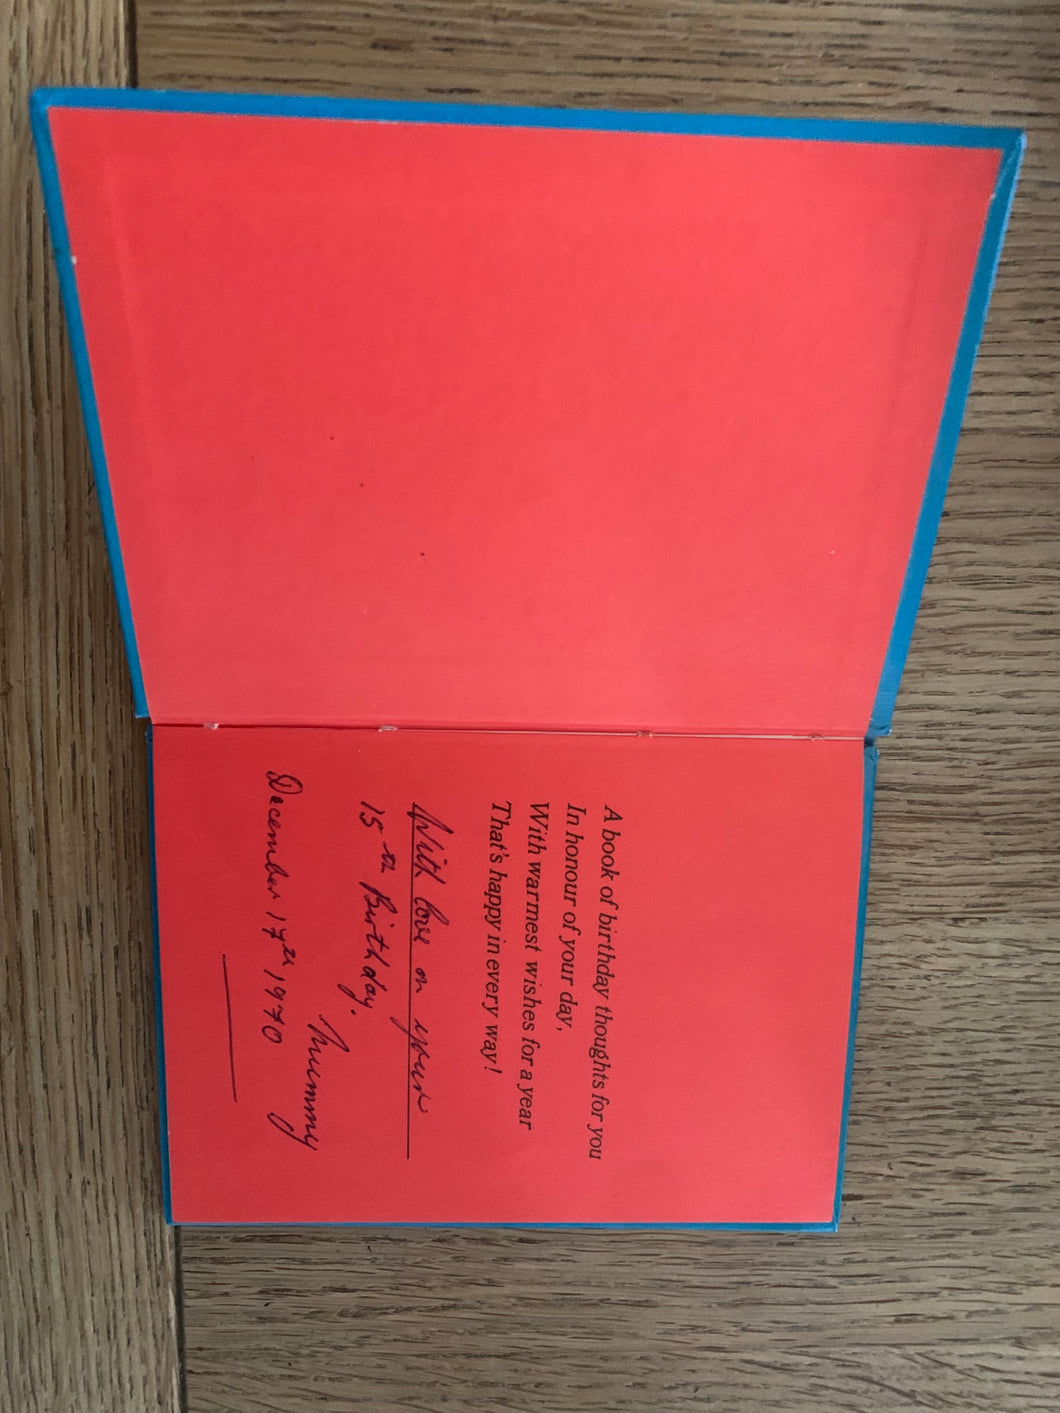 A book of birthday thoughts for you
In honour of your day,
With warmest wishes for a year
That's happy in every way!
With love on your
15th Birthday.
Mummy
December 17th 1970